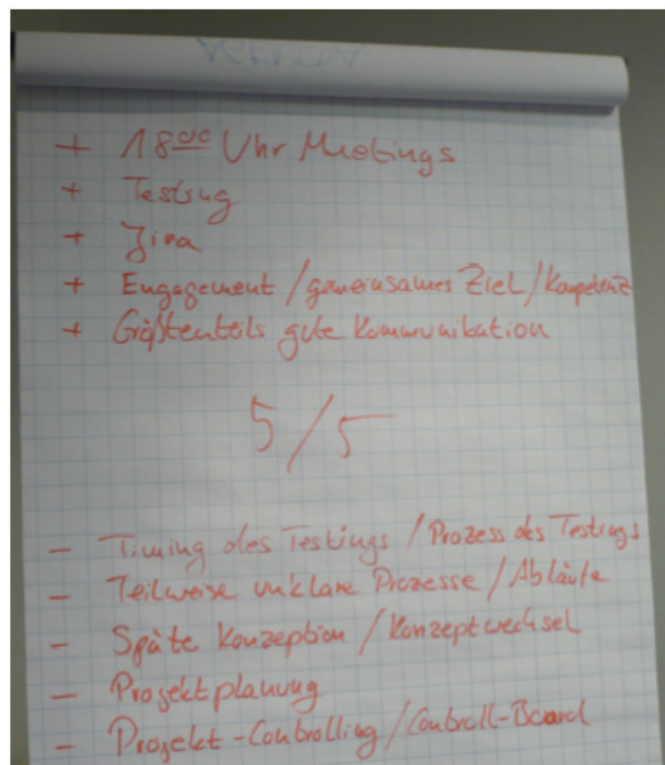 + 18⁰⁰ Uhr Meetings
+ Testing
+ Jira
+ Engagement / gemeinsames Ziel / Kompetenz
+ Größtenteils gute Kommunikation
5/5
- Timing des Testings / Prozess des Testings
- Teilweise unklare Prozesse / Abläufe
- Späte Konzeption / Konzeptwechsel
- Projektplanung
- Projekt-Controlling / Controll-Board